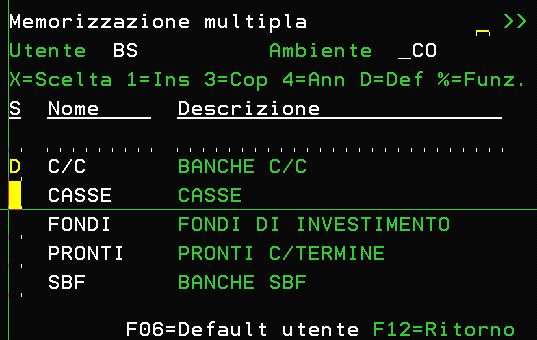 Memorizzazione multipla _ >>
Utente BS Ambiente _CO
X=Scelta 1=Ins 3=Cop 4=Ann D=Def %=Funz.
S Nome Descrizione
D C/C BANCHE C/C
CASSE CASSE
FONDI FONDI DI INVESTIMENTO
PRONTI PRONTI C/TERMINE
SBF BANCHE SBF
F06=Default utente F12=Ritorno